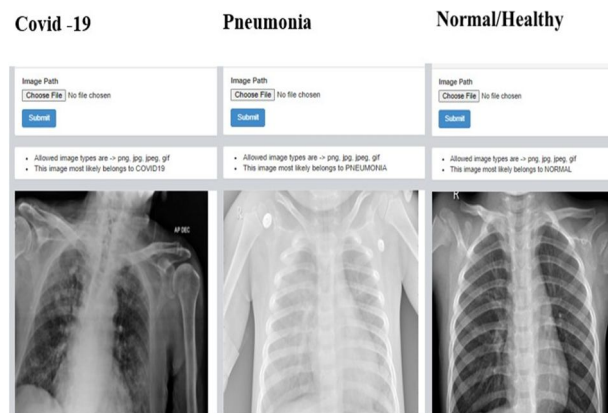 Covid -19
Image Path
Choose File No file chosen
Submit
Allowed image types are -> png, jpg, jpeg, gif
This image most likely belongs to COVID19
AP DEC
Pneumonia
Image Path
Choose File No file chosen
Submit
Allowed image types are -> png, jpg, jpeg, gif
This image most likely belongs to PNEUMONIA
Normal/Healthy
Image Path
Choose File No file chosen
Submit
Allowed image types are -> png, jpg, jpeg, gif
This image most likely belongs to NORMAL
R